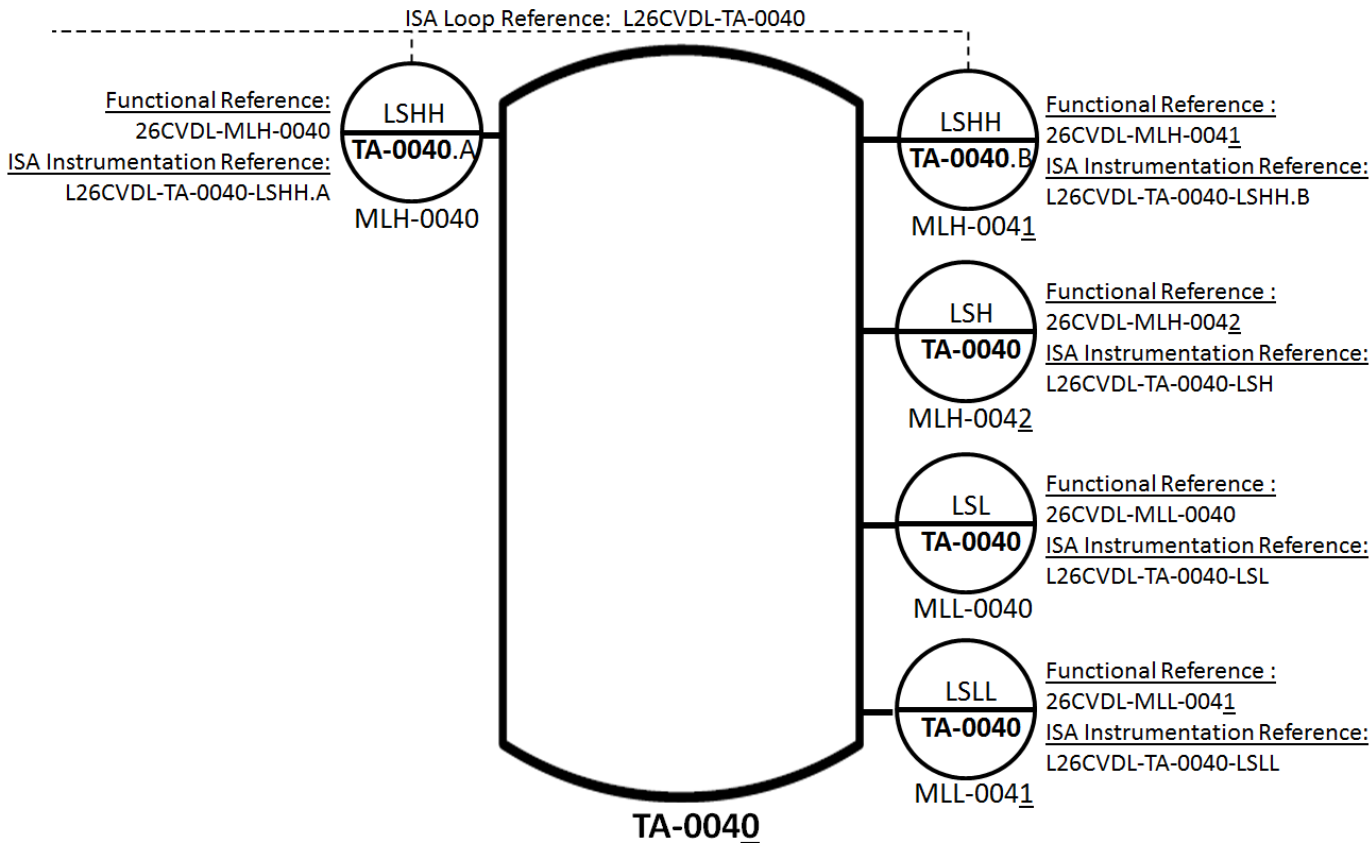 ISA Loop Reference: L26CVDL-TA-0040
Functional Reference:
26CVDL-MLH-0040
ISA Instrumentation Reference:
L26CVDL-TA-0040-LSHH.A
LSHH
TA-0040.A
MLH-0040
LSHH
TA-0040.B
MLH-0041
Functional Reference :
26CVDL-MLH-0041
ISA Instrumentation Reference:
L26CVDL-TA-0040-LSHH.B
LSH
TA-0040
MLH-0042
Functional Reference :
26CVDL-MLH-0042
ISA Instrumentation Reference:
L26CVDL-TA-0040-LSH
LSL
TA-0040
MLL-0040
Functional Reference :
26CVDL-MLL-0040
ISA Instrumentation Reference:
L26CVDL-TA-0040-LSL
LSLL
TA-0040
MLL-0041
Functional Reference :
26CVDL-MLL-0041
ISA Instrumentation Reference:
L26CVDL-TA-0040-LSLL
TA-0040